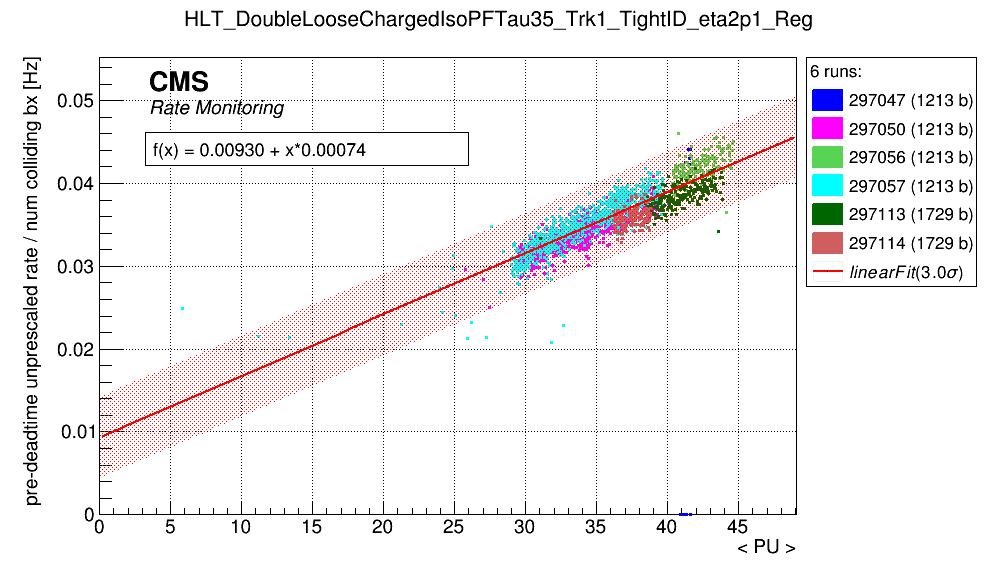 HLT_DoubleLooseChargedIsoPFTau35_Trk1_TightID_eta2p1_Reg
CMS
Rate Monitoring
f(x) = 0.00930 + x*0.00074
pre-deadtime unprescaled rate / num colliding bx [Hz]
0.05
0.04
0.03
0.02
0.01
0
0 5 10 15 20 25 30 35 40 45
< PU >
6 runs:
297047 (1213 b)
297050 (1213 b)
297056 (1213 b)
297057 (1213 b)
297113 (1729 b)
297114 (1729 b)
linearFit(3.0σ)